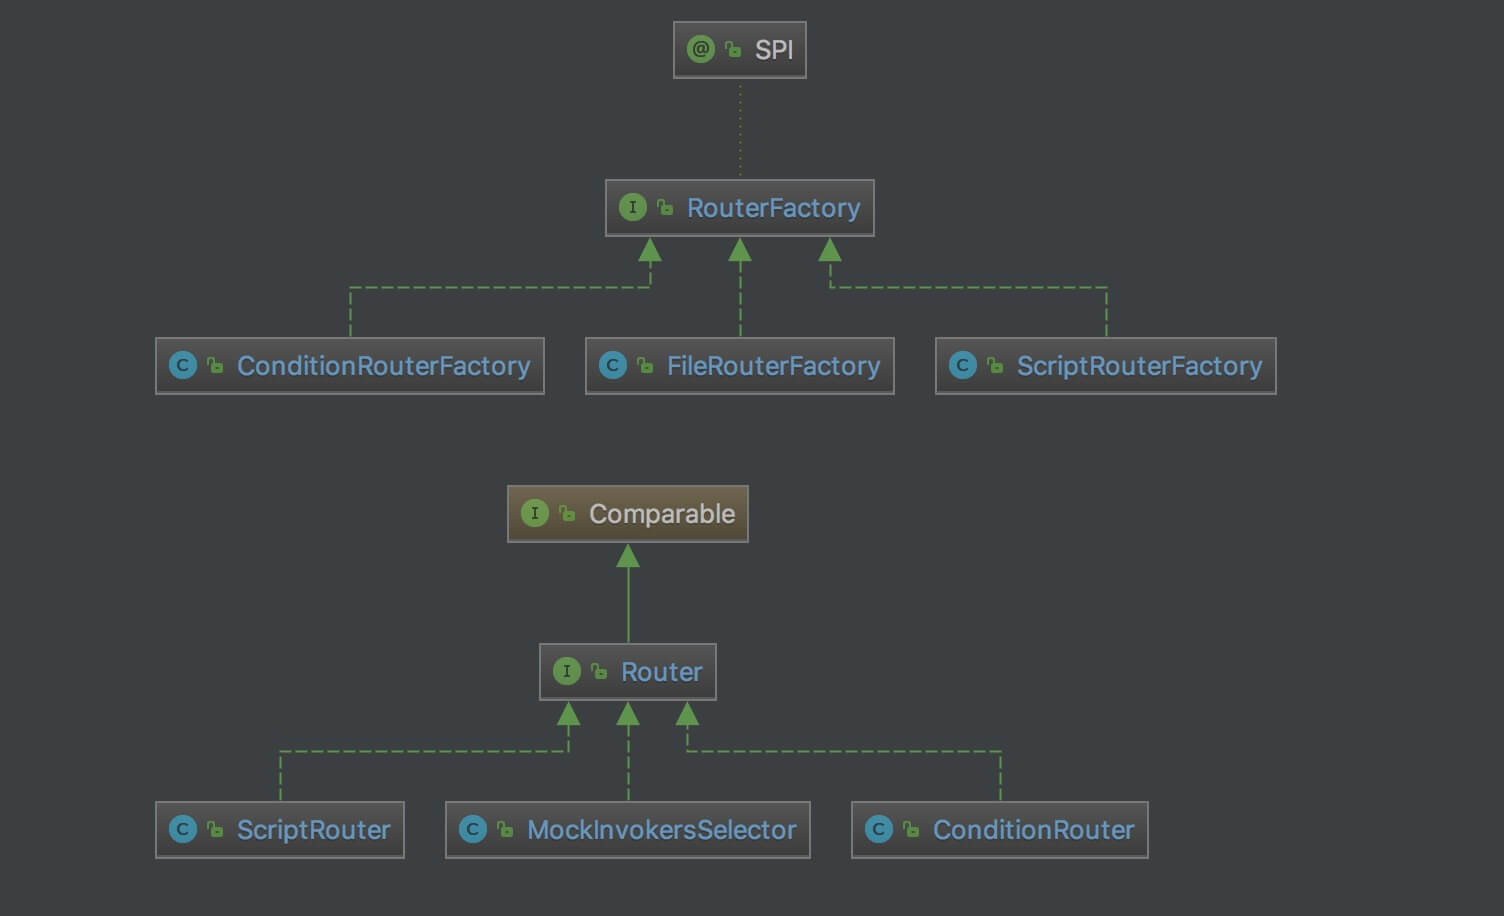 @ SPI
I RouterFactory
C ConditionRouterFactory
C FileRouterFactory
C ScriptRouterFactory
I Comparable
I Router
C ScriptRouter
C MockInvokersSelector
C ConditionRouter